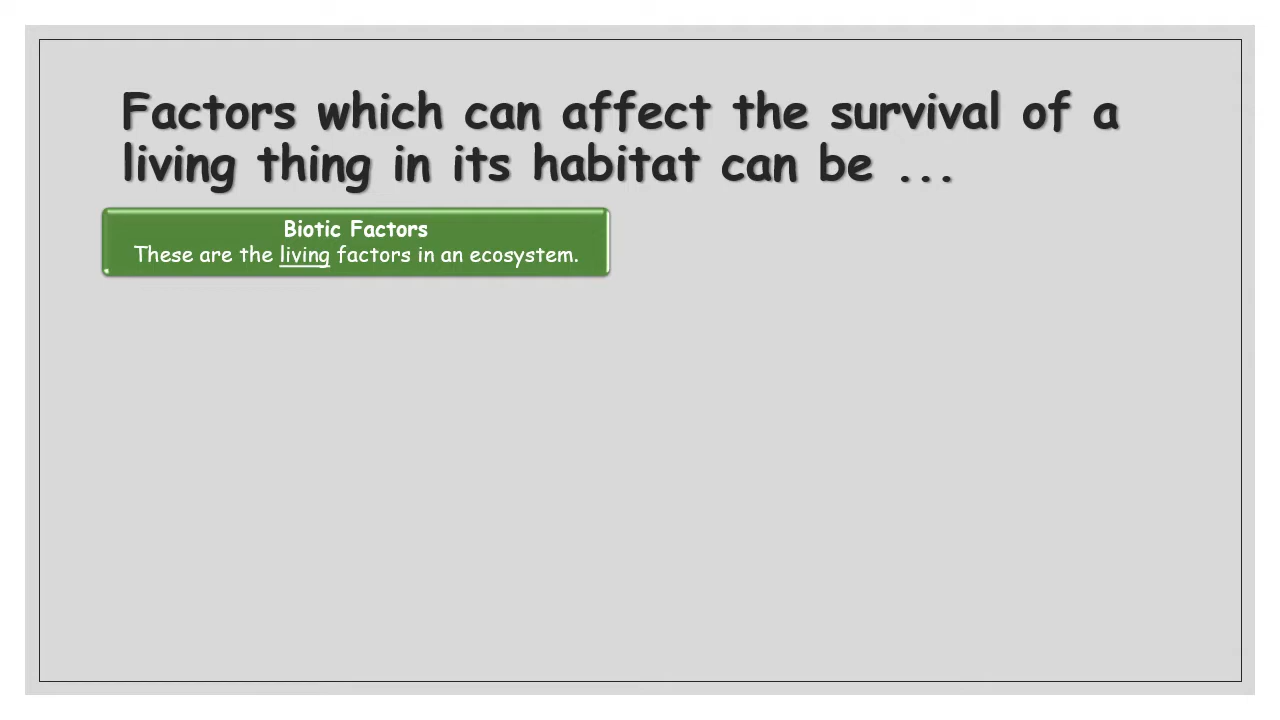 Factors which can affect the survival of a
living thing in its habitat can be ...
Biotic Factors
These are the living factors in an ecosystem.